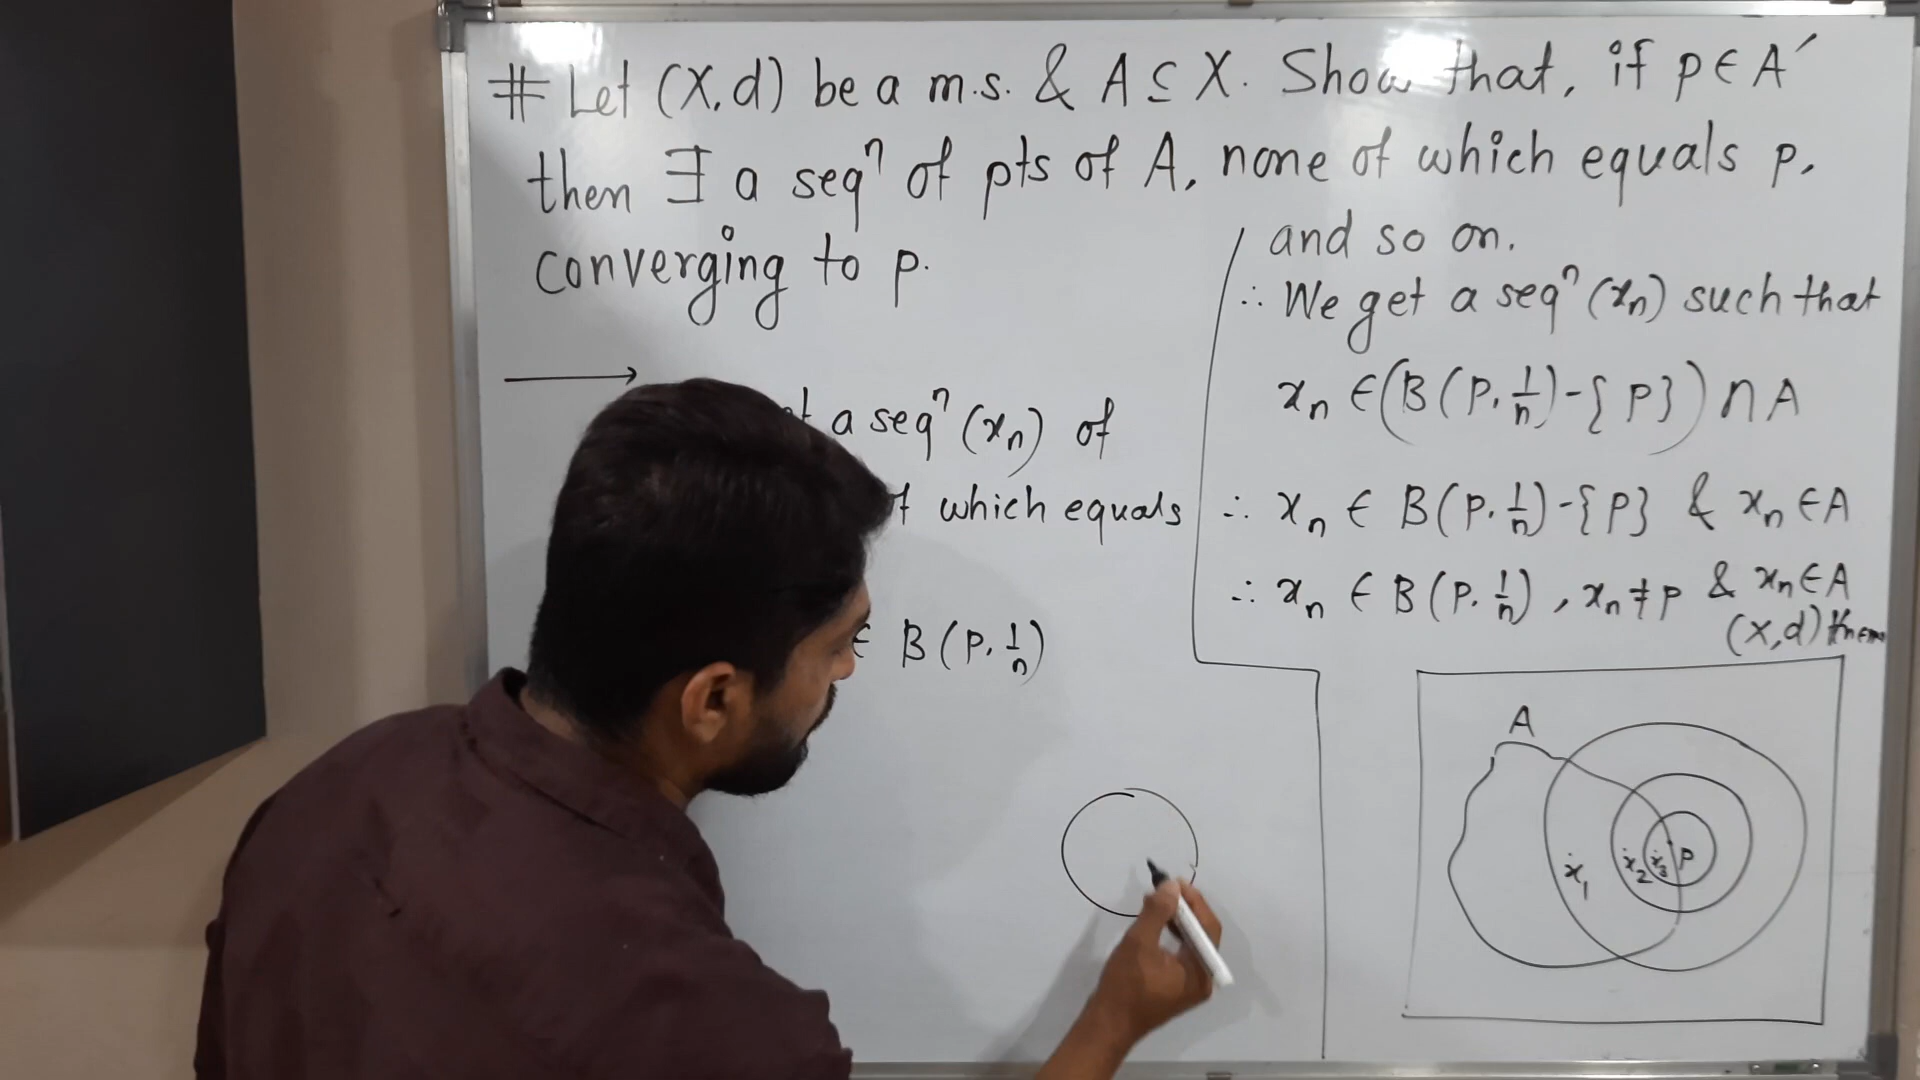 # Let (X,d) be a m.s. & A ⊆ X. Show that, if p ∈ A′
then ∃ a seqⁿ of pts of A, none of which equals p,
converging to p.
a seqⁿ (xₙ) of
which equals
B(p, 1/n)
and so on.
∴ We get a seqⁿ (xₙ) such that
xₙ ∈ (B(p, 1/n) - {p}) ∩ A
∴ xₙ ∈ B(p, 1/n) - {p} & xₙ ∈ A
∴ xₙ ∈ B(p, 1/n), xₙ ≠ p & xₙ ∈ A
(X,d) then
A
x₁ x₂ x₃ p